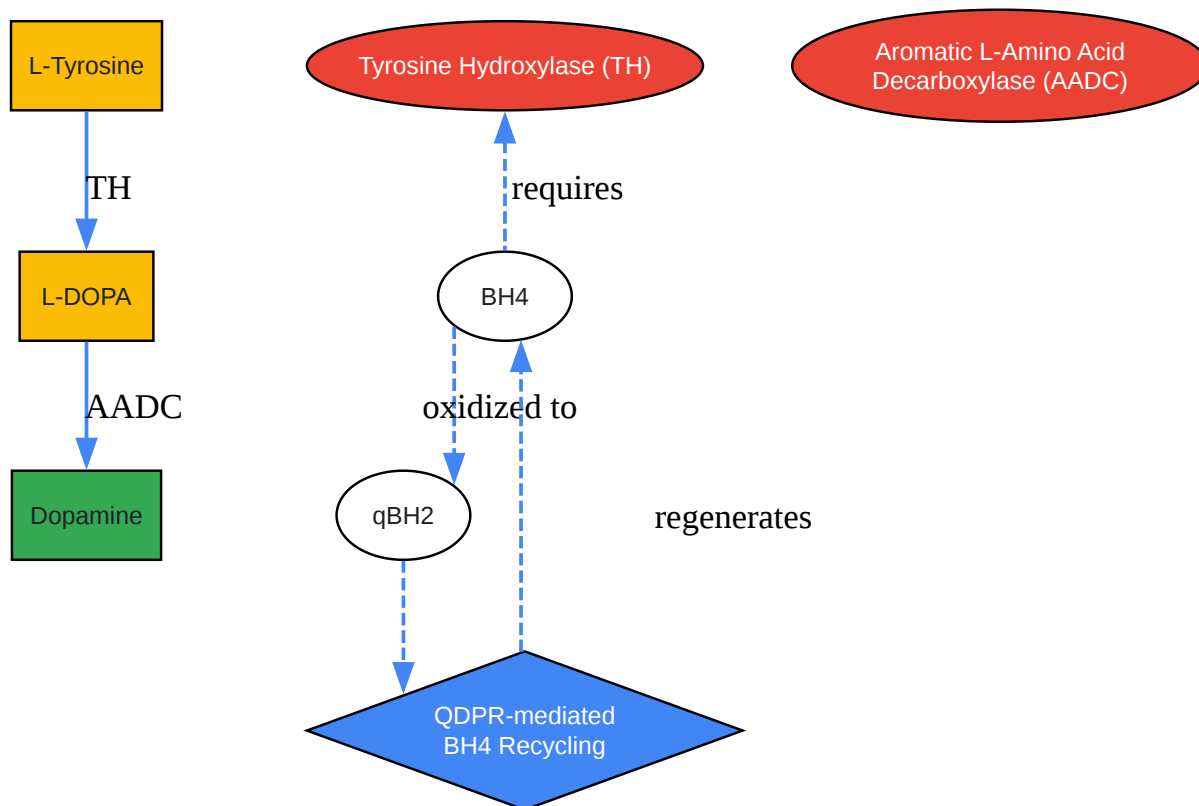 L-Tyrosine
Tyrosine Hydroxylase (TH)
Aromatic L-Amino Acid
Decarboxylase (AADC)
TH
requires
L-DOPA
BH4
AADC
oxidized to
Dopamine
qBH2
regenerates
QDPR-mediated
BH4 Recycling